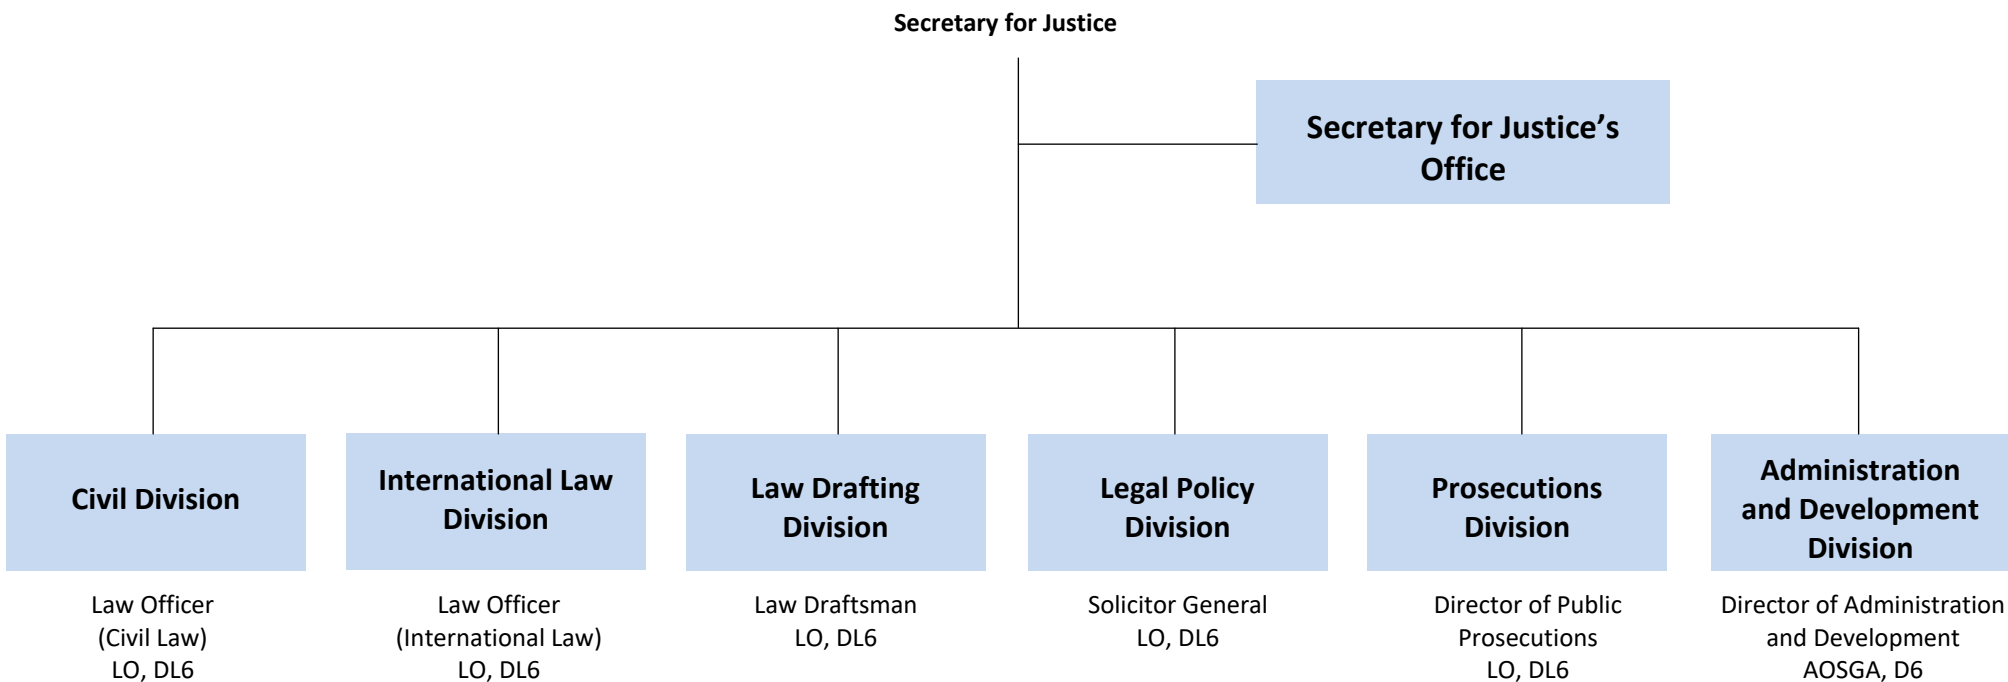 Secretary for Justice
Secretary for Justice’s
Office
Civil Division
International Law
Division
Law Drafting
Division
Legal Policy
Division
Prosecutions
Division
Administration
and Development
Division
Law Officer
(Civil Law)
LO, DL6
Law Officer
(International Law)
LO, DL6
Law Draftsman
LO, DL6
Solicitor General
LO, DL6
Director of Public
Prosecutions
LO, DL6
Director of Administration
and Development
AOSGA, D6